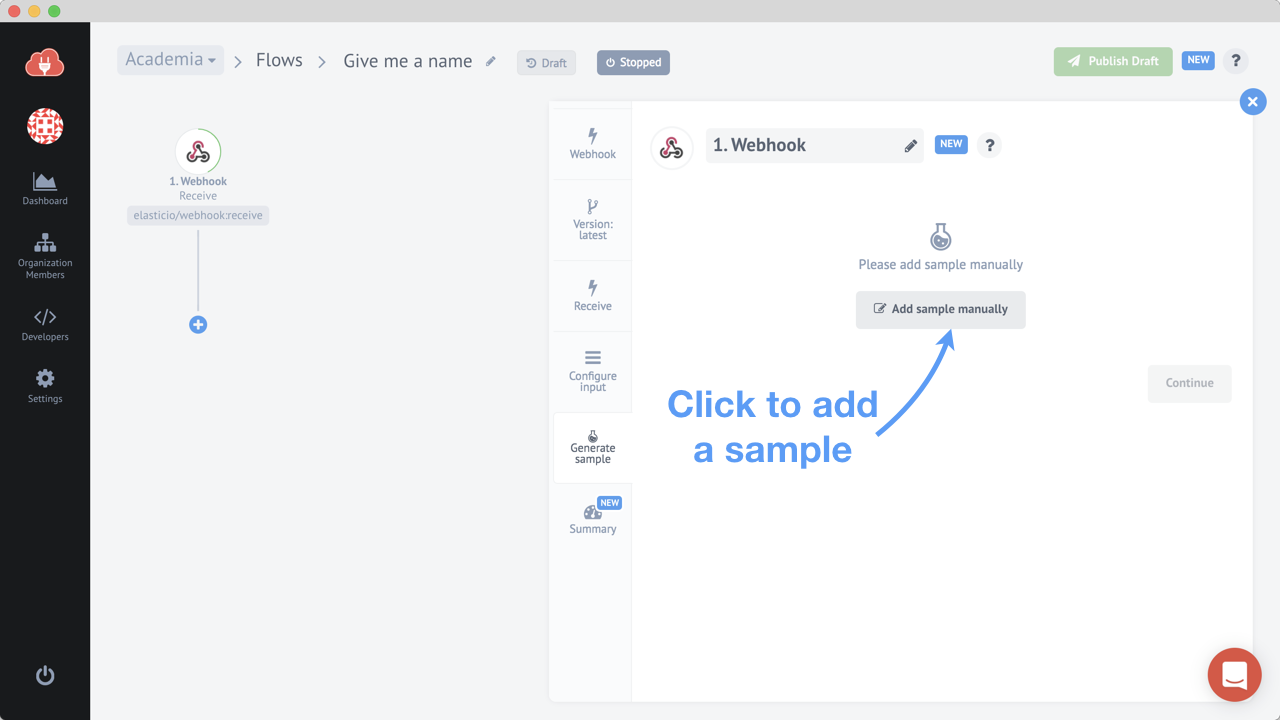 Academia
Flows
Give me a name
Draft
Stopped
Publish Draft
NEW
?
Dashboard
Organization
Members
Developers
Settings
1. Webhook
Receive
elasticio/webhook:receive
Webhook
Version:
latest
Receive
Configure
input
Generate
sample
NEW
Summary
1. Webhook
NEW
?
Please add sample manually
Add sample manually
Click to add
a sample
Continue